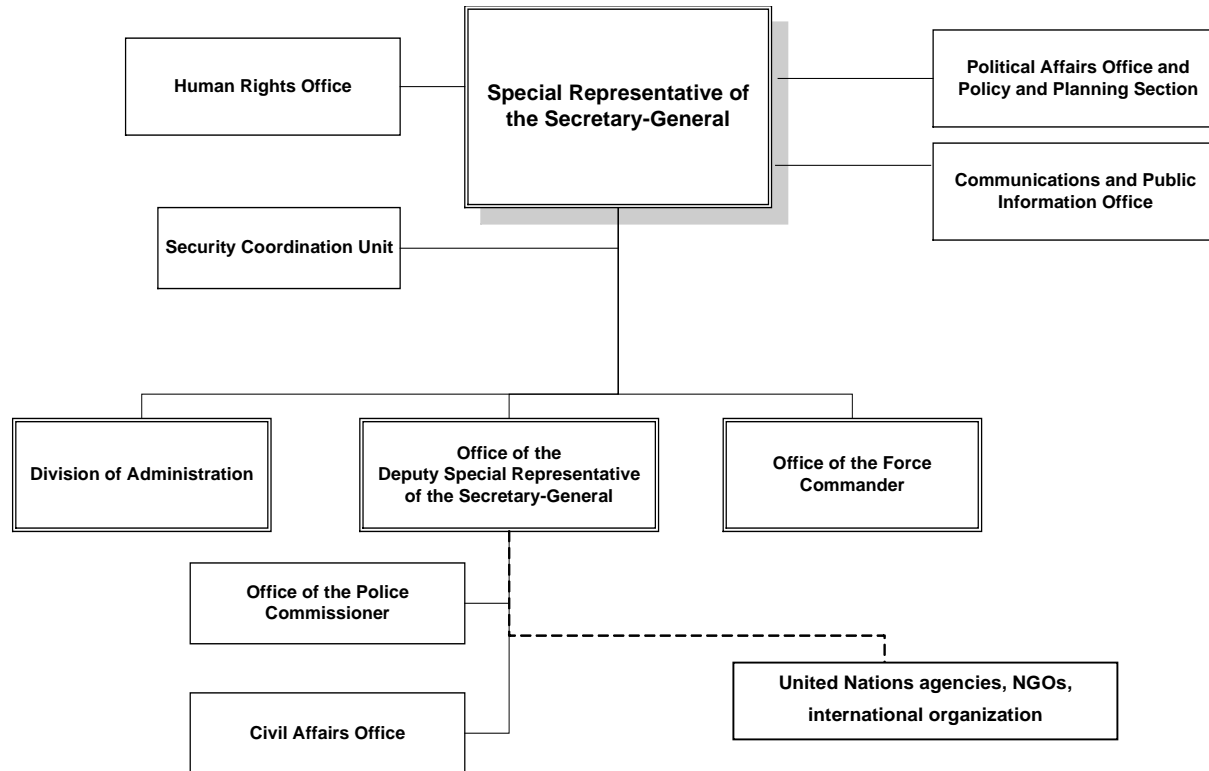 Human Rights Office
Special Representative of
the Secretary-General
Political Affairs Office and
Policy and Planning Section
Communications and Public
Information Office
Security Coordination Unit
Division of Administration
Office of the
Deputy Special Representative
of the Secretary-General
Office of the Force
Commander
Office of the Police
Commissioner
United Nations agencies, NGOs,
international organization
Civil Affairs Office